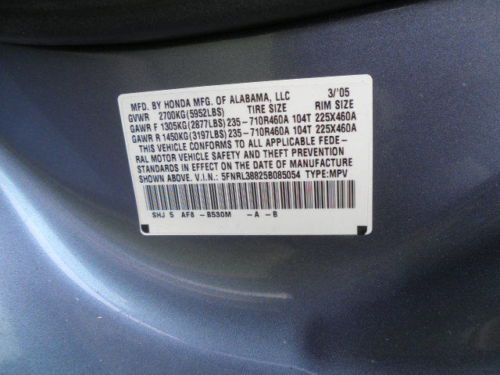 MFD. BY HONDA MFG. OF ALABAMA, LLC 3/'05
GVWR 2700KG(5952LBS) TIRE SIZE RIM SIZE
GAWR F 1305KG(2877LBS)235-710R460A 104T 225X460A
GAWR R 1450KG(3197LBS)235-710R460A 104T 225X460A
THIS VEHICLE CONFORMS TO ALL APPLICABLE FEDE-
RAL MOTOR VEHICLE SAFETY AND THEFT PREVENTION
STANDARDS IN EFFECT ON THE DATE OF MANUFACTURE
SHOWN ABOVE. V.I.N.: 5FNRL38825B085054 TYPE:MPV
SHJ 5 AF8 -B530M -A -B